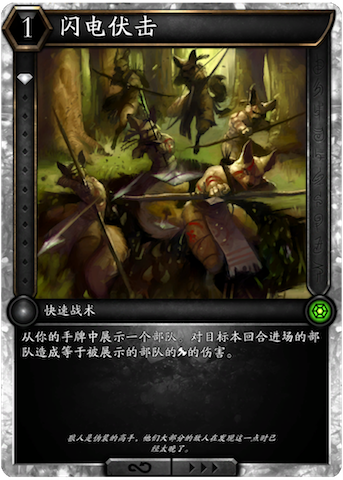 1
闪电伏击
快速战术
从你的手牌中展示一个部队。对目标本回合进场的部
队造成等于被展示的部队的的伤害。
狼人是伪装的高手，他们大部分的敌人在发现这一点时已
经太晚了。